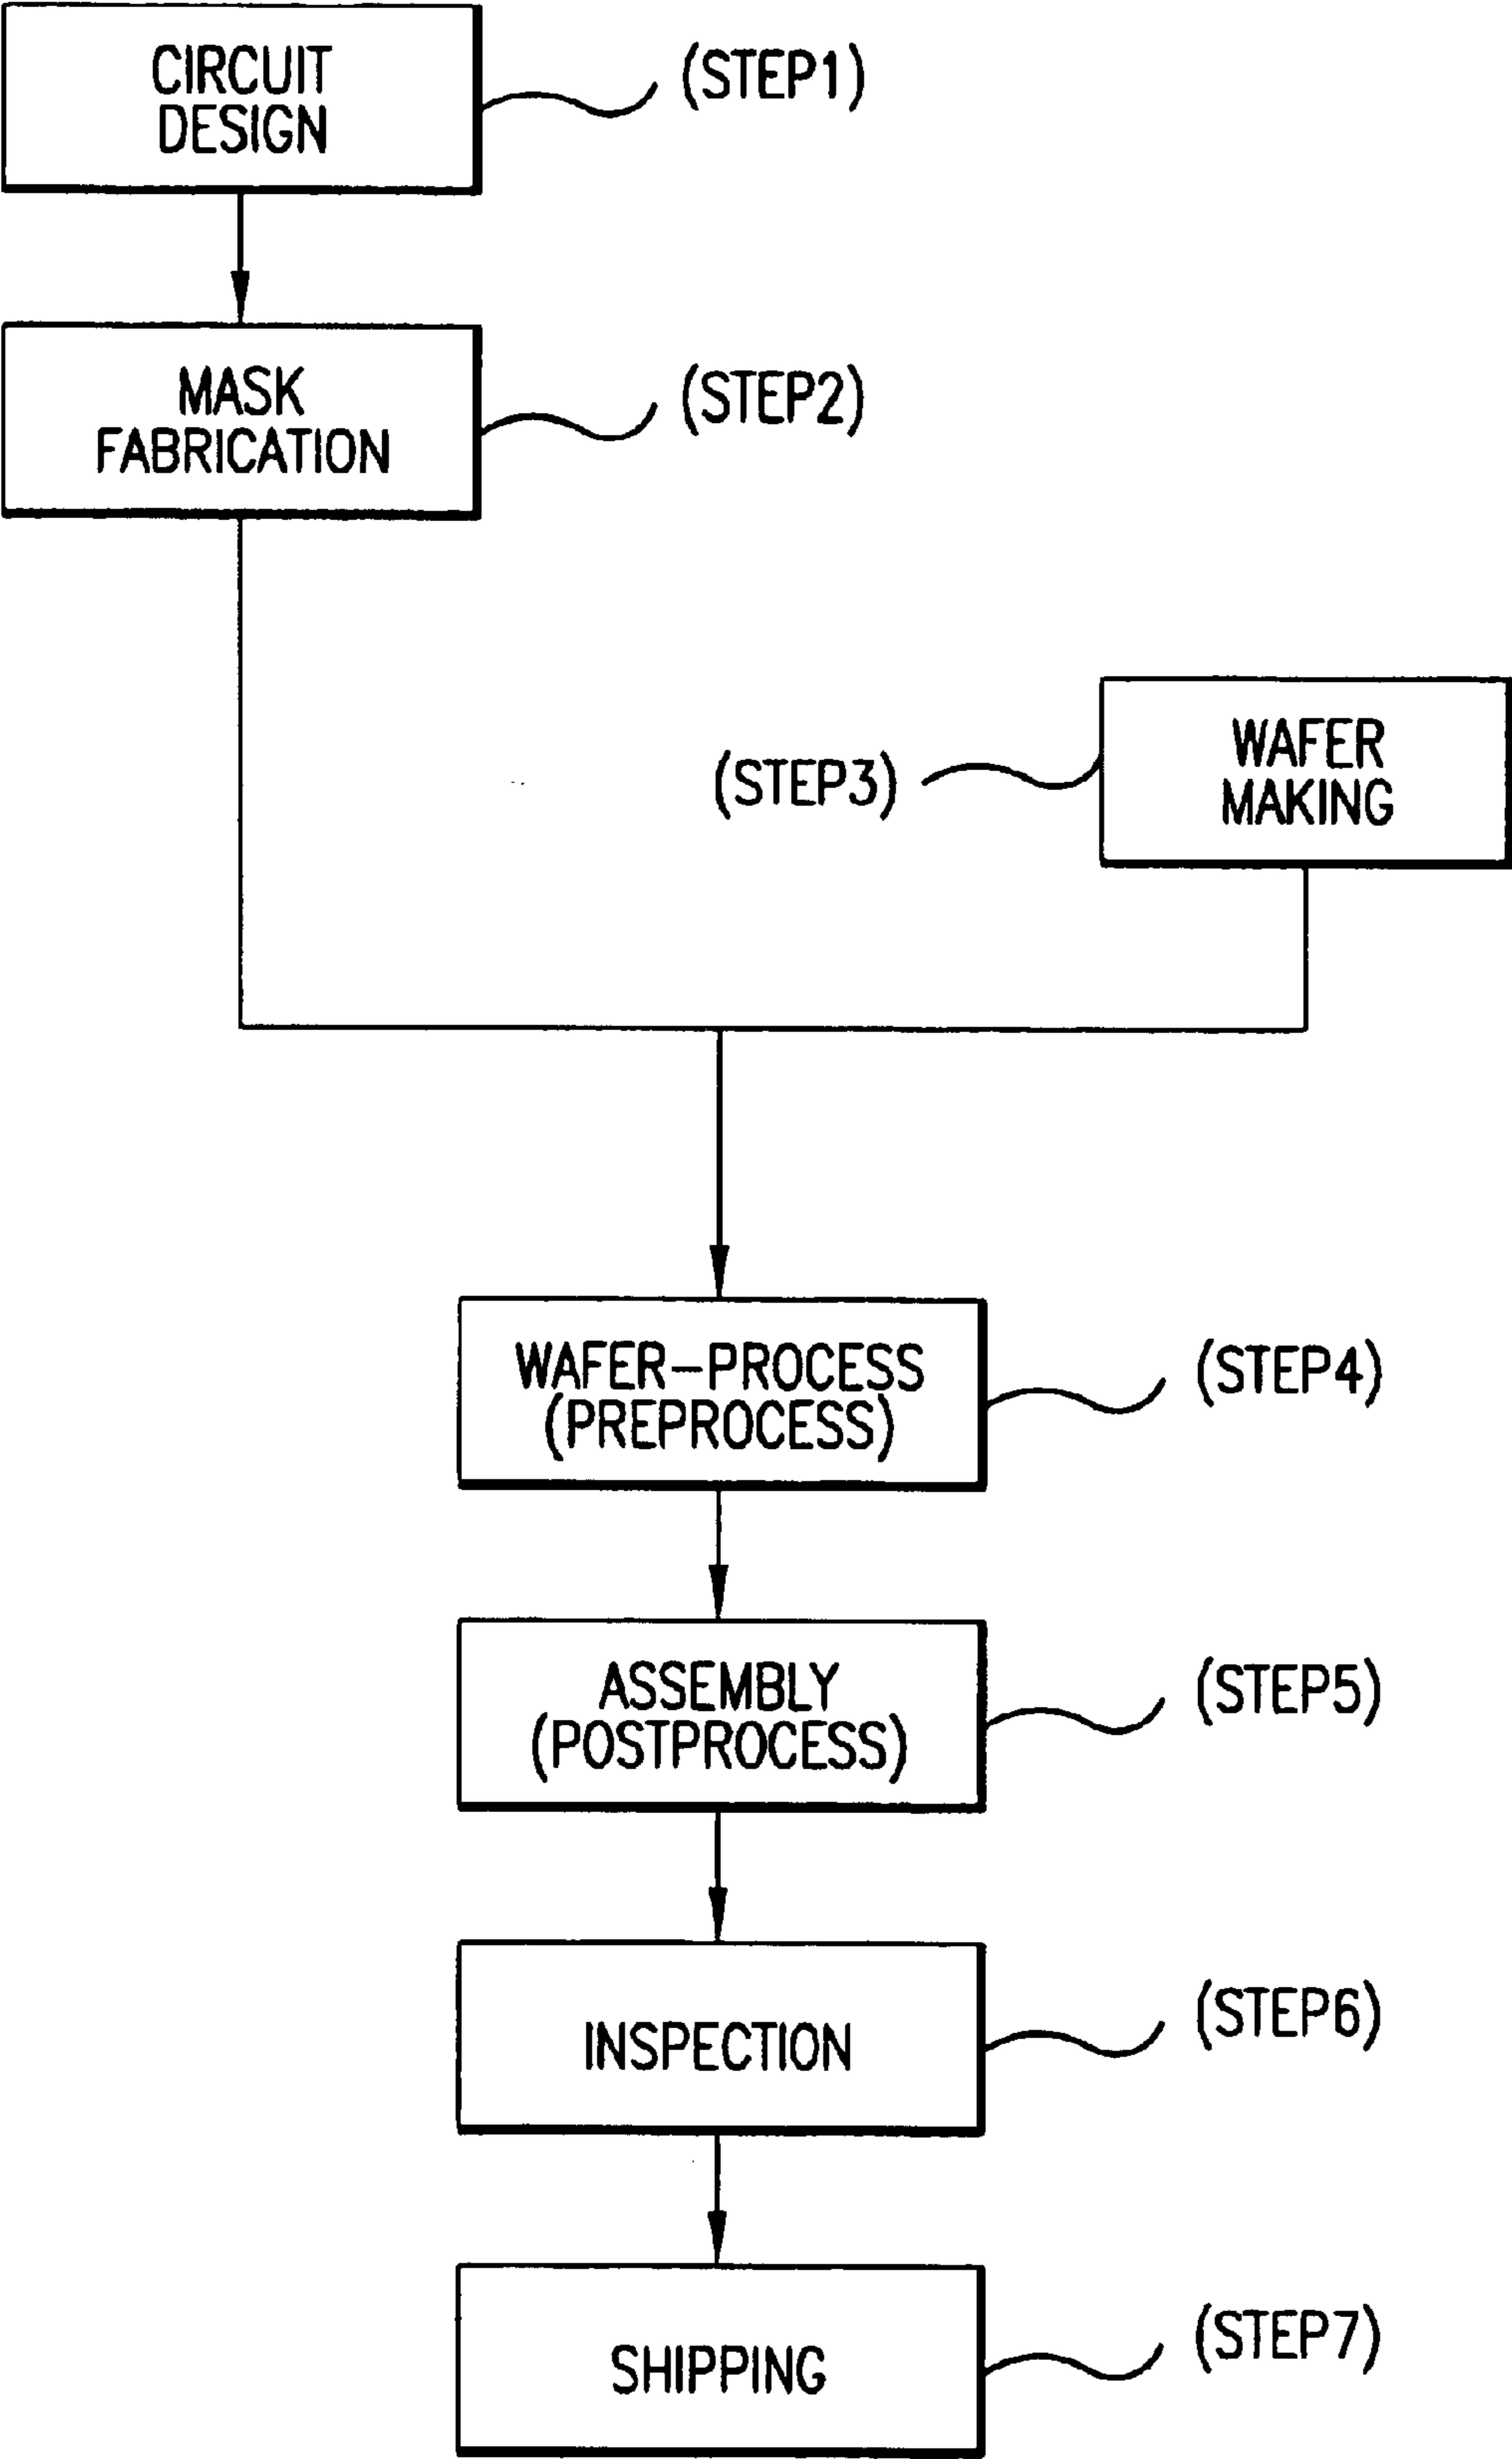 CIRCUIT
DESIGN
(STEP1)
MASK
FABRICATION
(STEP2)
WAFER
MAKING
(STEP3)
WAFER-PROCESS
(PREPROCESS)
(STEP4)
ASSEMBLY
(POSTPROCESS)
(STEP5)
INSPECTION
(STEP6)
SHIPPING
(STEP7)